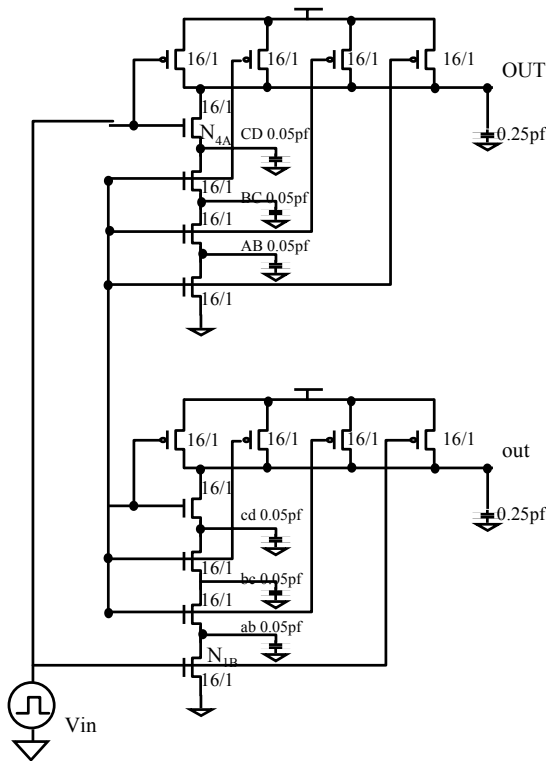 16/1 16/1 16/1 16/1 OUT
16/1
N4A CD 0.05pf 0.25pf
16/1 BC 0.05pf
16/1 AB 0.05pf
16/1
16/1 16/1 16/1 16/1 out
16/1
cd 0.05pf 0.25pf
16/1 bc 0.05pf
16/1 ab 0.05pf
N1B
16/1
Vin